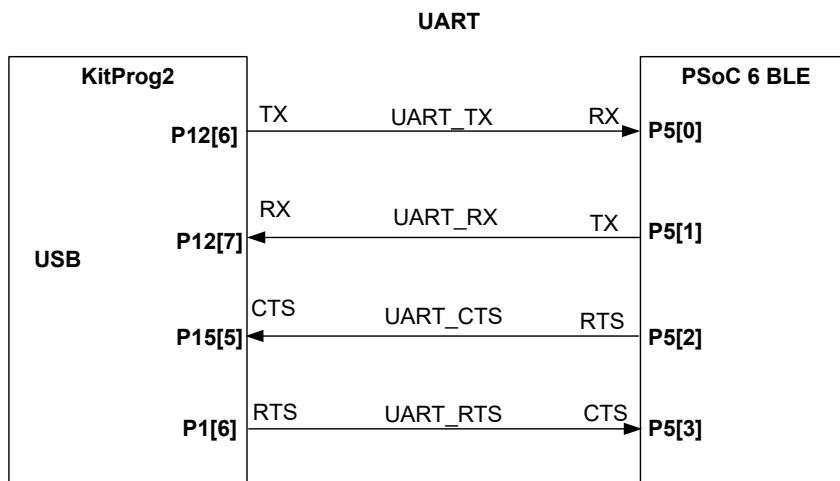 UART
KitProg2
PSoC 6 BLE
P12[6] TX UART_TX RX P5[0]
P12[7] RX UART_RX TX P5[1]
USB
P15[5] CTS UART_CTS RTS P5[2]
P1[6] RTS UART_RTS CTS P5[3]